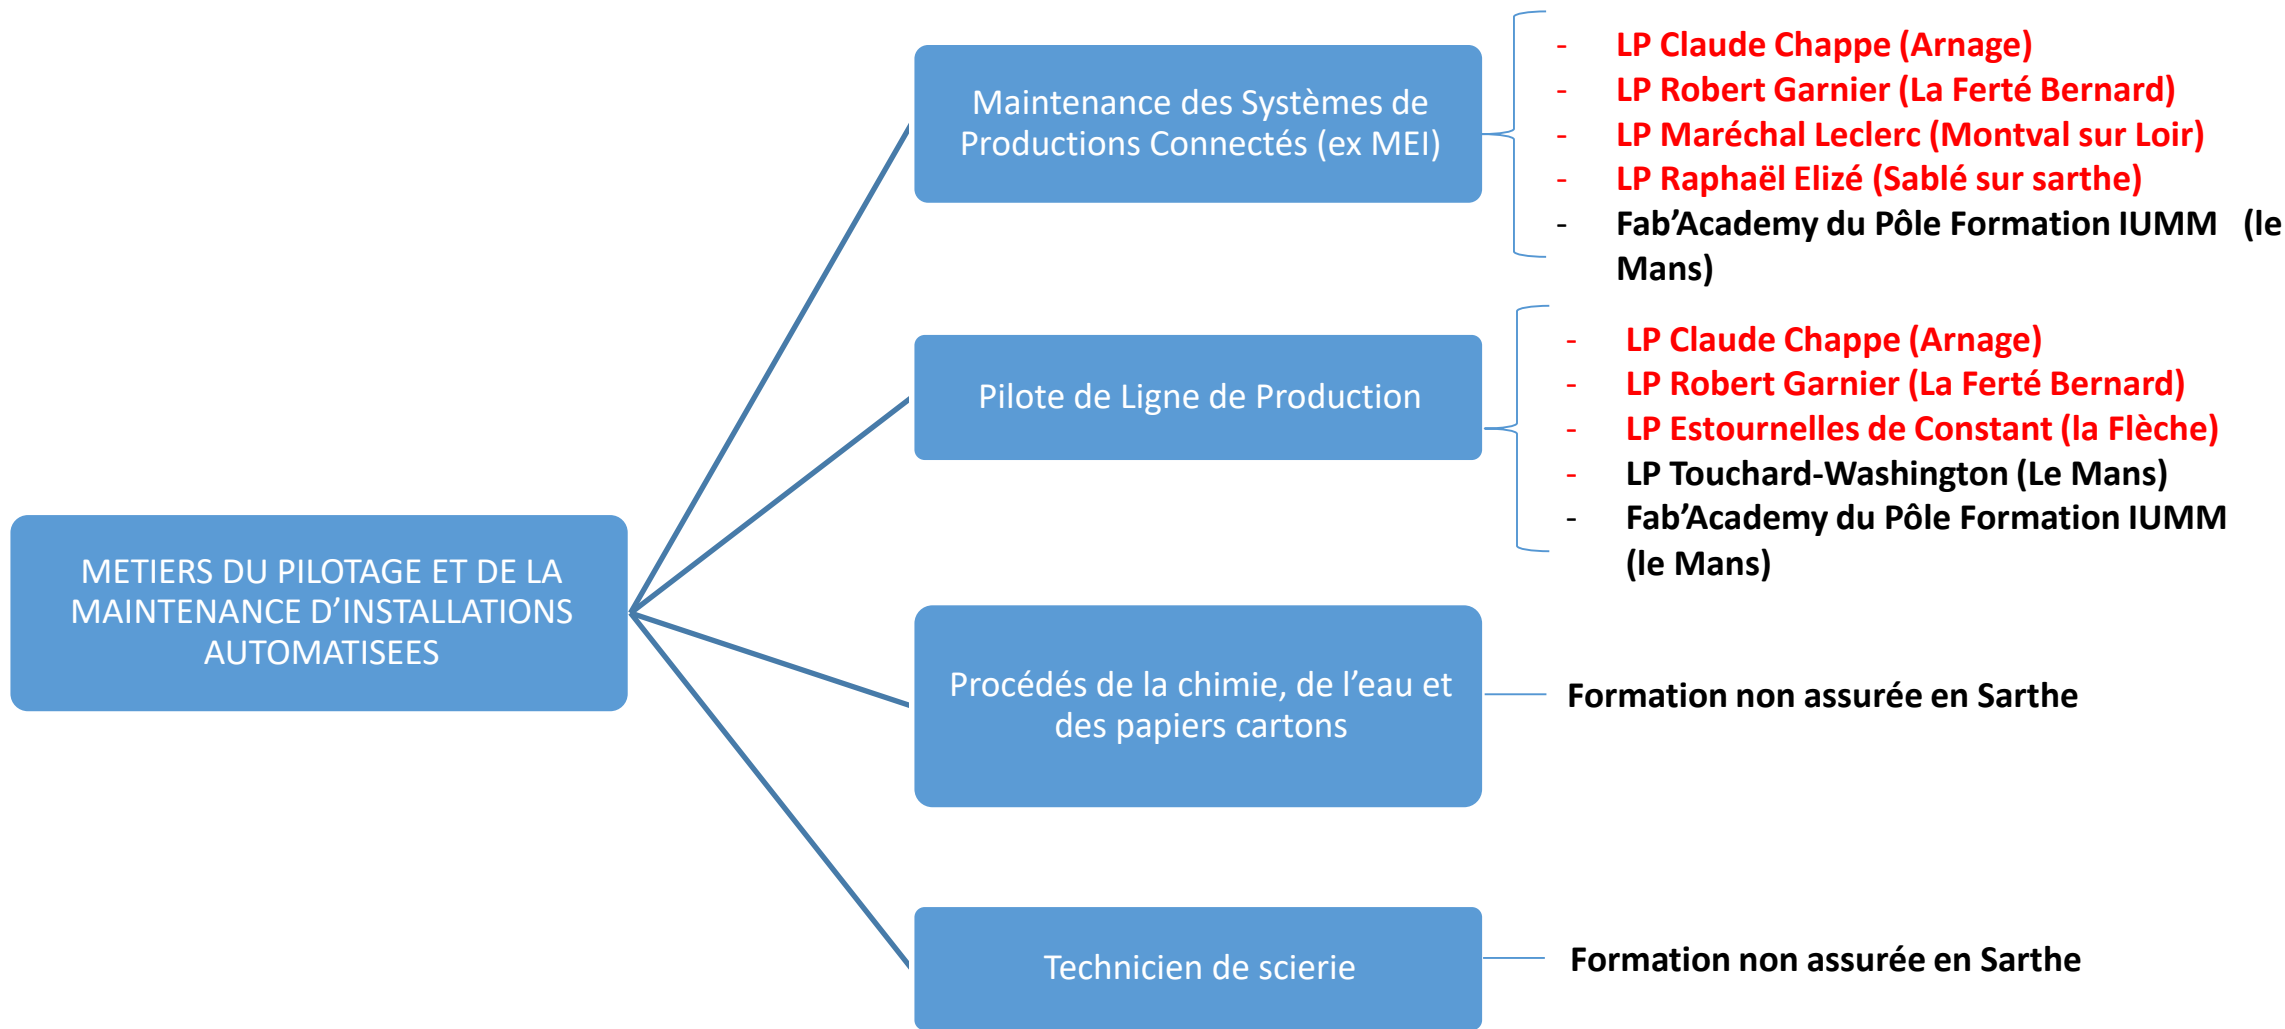 METIERS DU PILOTAGE ET DE LA
MAINTENANCE D’INSTALLATIONS
AUTOMATISEES
Maintenance des Systèmes de
Productions Connectés (ex MEI)
- LP Claude Chappe (Arnage)
- LP Robert Garnier (La Ferté Bernard)
- LP Maréchal Leclerc (Montval sur Loir)
- LP Raphaël Elizé (Sablé sur sarthe)
- Fab’Academy du Pôle Formation IUMM (le
Mans)
Pilote de Ligne de Production
- LP Claude Chappe (Arnage)
- LP Robert Garnier (La Ferté Bernard)
- LP Estournelles de Constant (la Flèche)
- LP Touchard-Washington (Le Mans)
- Fab’Academy du Pôle Formation IUMM
(le Mans)
Procédés de la chimie, de l’eau et
des papiers cartons
Formation non assurée en Sarthe
Technicien de scierie
Formation non assurée en Sarthe